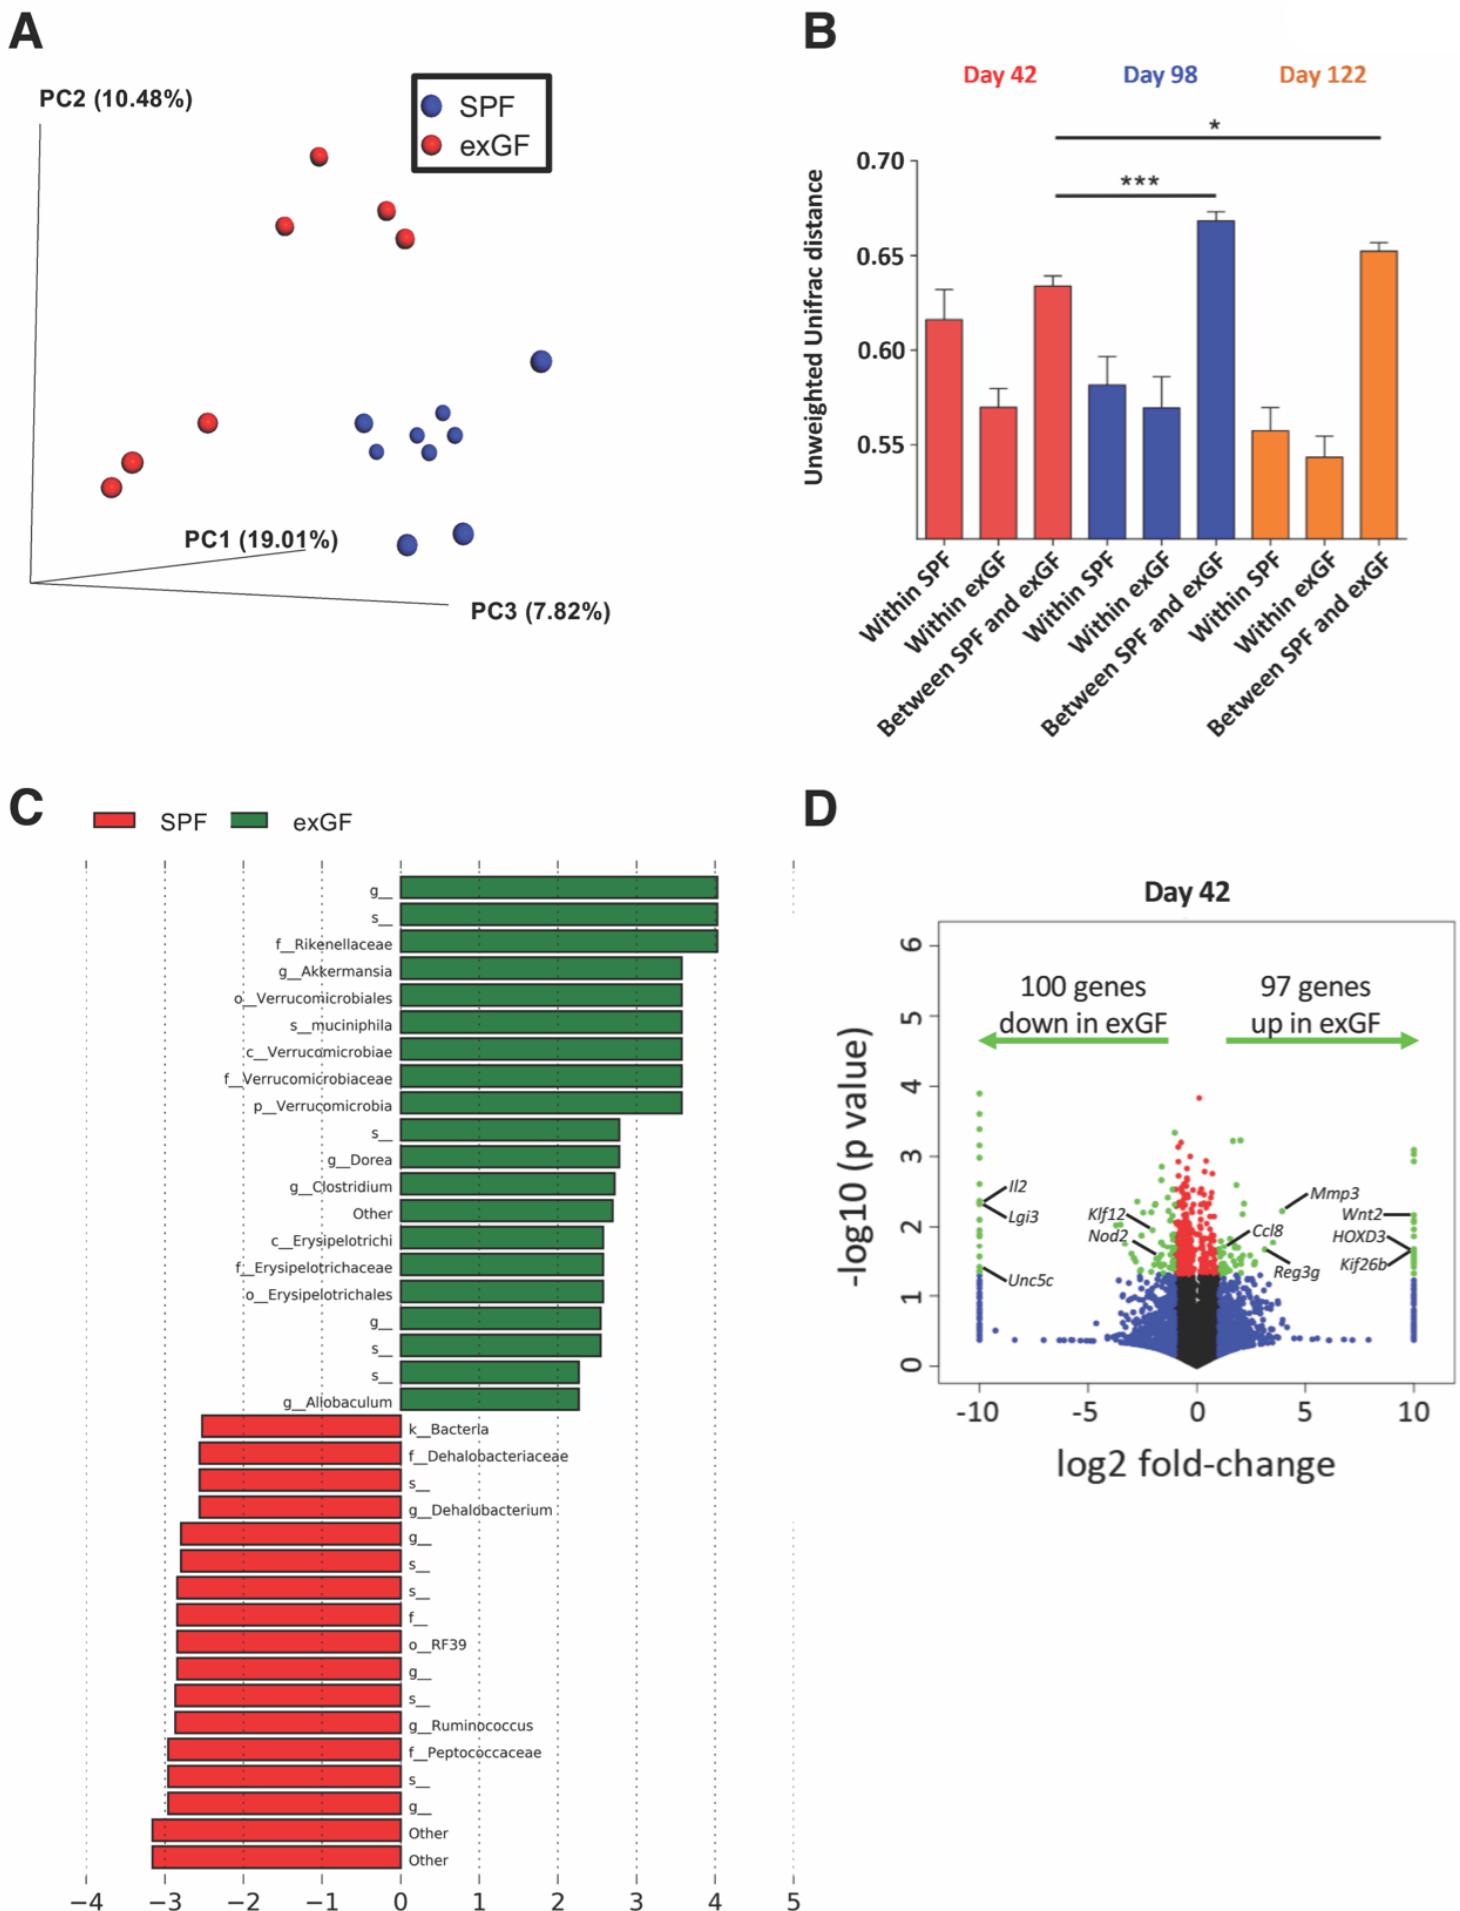 A
PC2 (10.48%)
SPF
exGF
PC1 (19.01%)
PC3 (7.82%)
B
Day 42
Day 98
Day 122
*
***
Unweighted Unifrac distance
0.70
0.65
0.60
0.55
Within SPF
Within exGF
Between SPF and exGF
Within SPF
Within exGF
Between SPF and exGF
Within SPF
Within exGF
Between SPF and exGF
C
SPF
exGF
g__
s__
f__Rikenellaceae
g__Akkermansia
o__Verrucomicrobiales
s__muciniphila
c__Verrucomicrobiae
f__Verrucomicrobiaceae
p__Verrucomicrobia
s__
g__Dorea
g__Clostridium
Other
c__Erysipelotrichi
f__Erysipelotrichaceae
o__Erysipelotrichales
g__
s__
s__
g__Allobaculum
k__Bacteria
f__Dehalobacteriaceae
s__
g__Dehalobacterium
g__
s__
s__
f__
o__RF39
g__
s__
g__Ruminococcus
f__Peptococcaceae
s__
g__
Other
Other
−4 −3 −2 −1 0 1 2 3 4 5
D
Day 42
100 genes
down in exGF
97 genes
up in exGF
-log10 (p value)
6
5
4
3
2
1
0
Il2
Lgi3
Unc5c
Klf12
Nod2
Ccl8
Mmp3
Reg3g
Wnt2
HOXD3
Kif26b
-10 -5 0 5 10
log2 fold-change